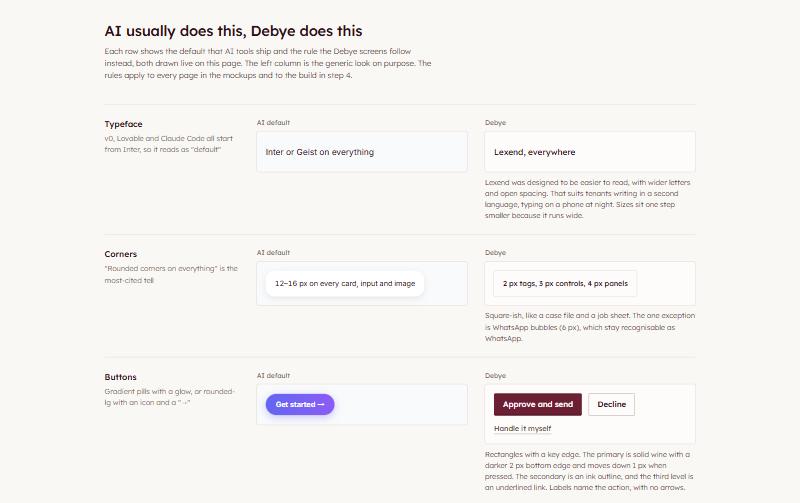 AI usually does this, Debye does this
Each row shows the default that AI tools ship and the rule the Debye screens follow
instead, both drawn live on this page. The left column is the generic look on purpose. The
rules apply to every page in the mockups and to the build in step 4.
Typeface
v0, Lovable and Claude Code all start
from Inter, so it reads as "default"
AI default
Inter or Geist on everything
Debye
Lexend, everywhere
Lexend was designed to be easier to read, with wider letters
and open spacing. That suits tenants writing in a second
language, typing on a phone at night. Sizes sit one step
smaller because it runs wide.
Corners
"Rounded corners on everything" is the
most-cited tell
AI default
12–16 px on every card, input and image
Debye
2 px tags, 3 px controls, 4 px panels
Square-ish, like a case file and a job sheet. The one exception
is WhatsApp bubbles (6 px), which stay recognisable as
WhatsApp.
Buttons
Gradient pills with a glow, or rounded-
lg with an icon and a "→"
AI default
Get started →
Debye
Approve and send
Decline
Handle it myself
Rectangles with a key edge. The primary is solid wine with a
darker 2 px bottom edge and moves down 1 px when
pressed. The secondary is an ink outline, and the third level is
an underlined link. Labels name the action, with no arrows.